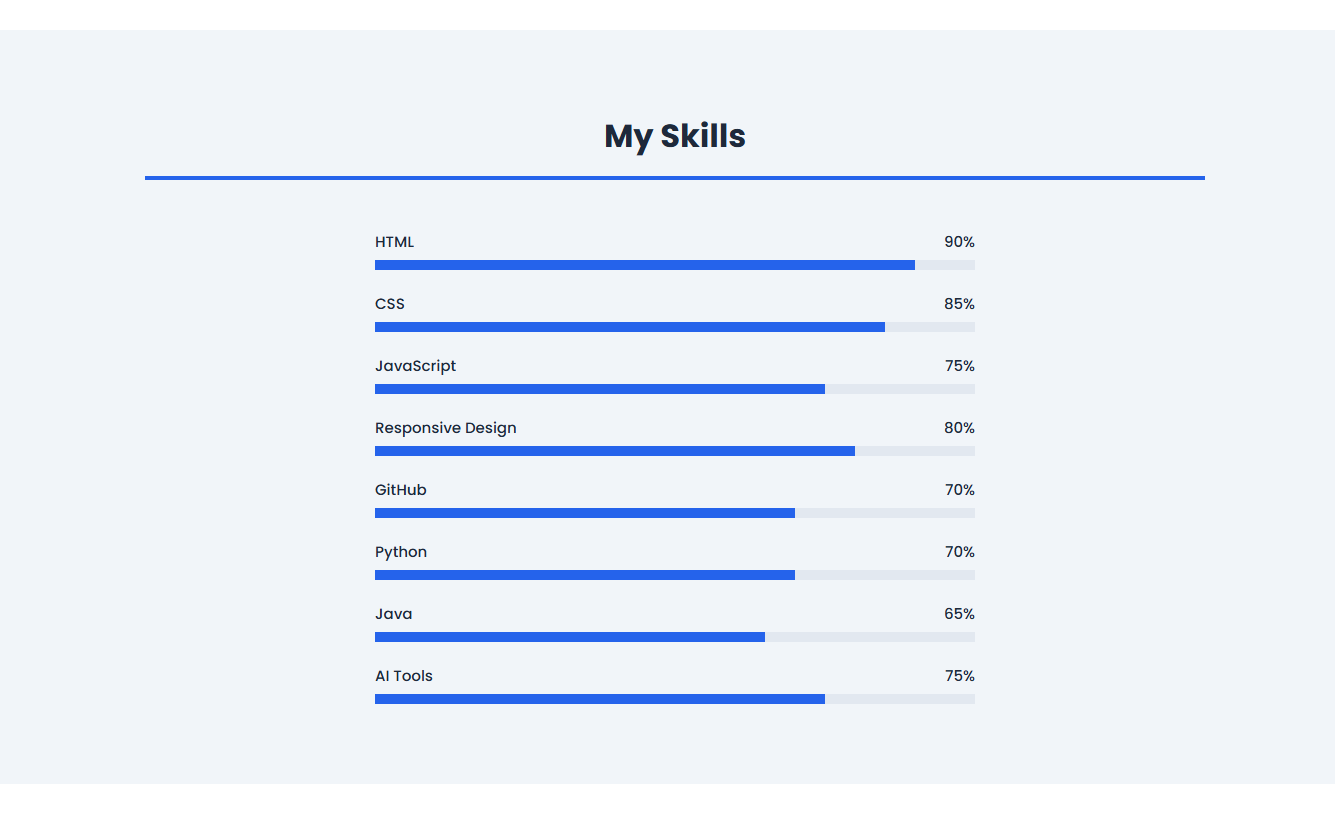 My Skills
HTML 90%
CSS 85%
JavaScript 75%
Responsive Design 80%
GitHub 70%
Python 70%
Java 65%
AI Tools 75%